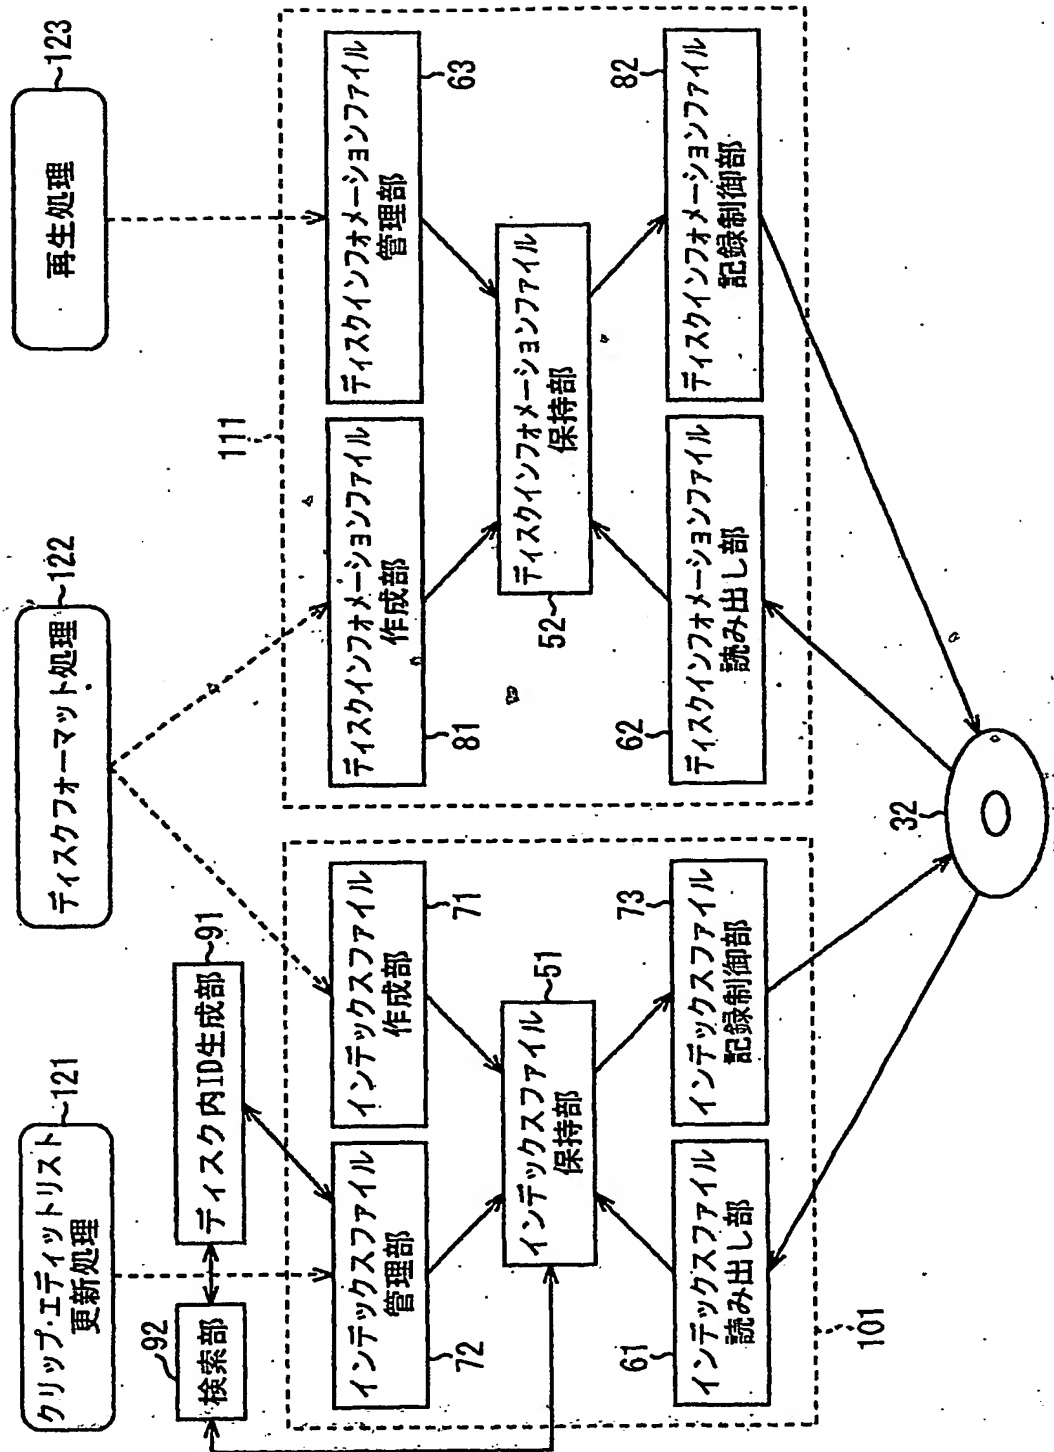 クリップ・エディットリスト
更新処理
121
ディスクフォーマット処理
122
再生処理
123
検索部
92
ディスク内ID生成部
91
111
インデックスファイル
管理部
72
インデックスファイル
作成部
71
ディスクインフォメーションファイル
作成部
81
ディスクインフォメーションファイル
管理部
63
インデックスファイル
保持部
51
ディスクインフォメーションファイル
保持部
52
インデックスファイル
読み出し部
61
インデックスファイル
記録制御部
73
ディスクインフォメーションファイル
読み出し部
62
ディスクインフォメーションファイル
記録制御部
82
101
32